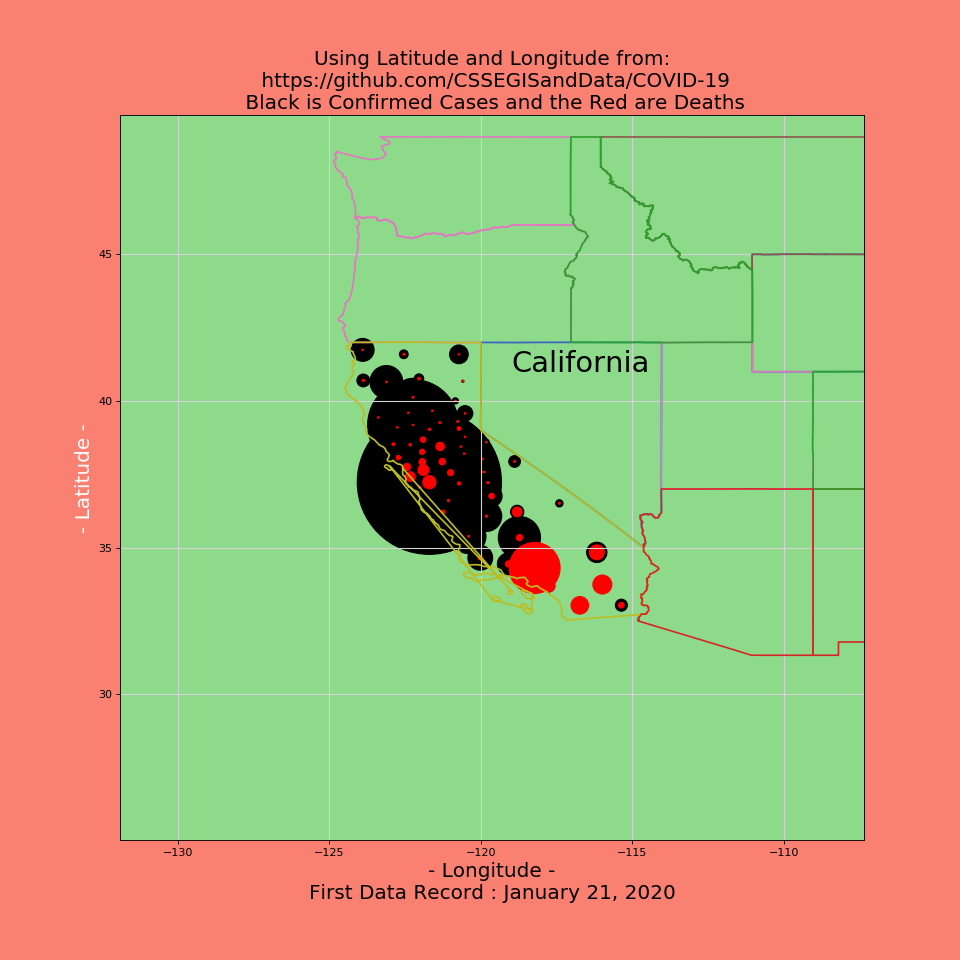 Using Latitude and Longitude from:
https://github.com/CSSEGISandData/COVID-19
Black is Confirmed Cases and the Red are Deaths
California
45
40
35
30
- Latitude -
−130
−125
−120
−115
−110
- Longitude -
First Data Record : January 21, 2020